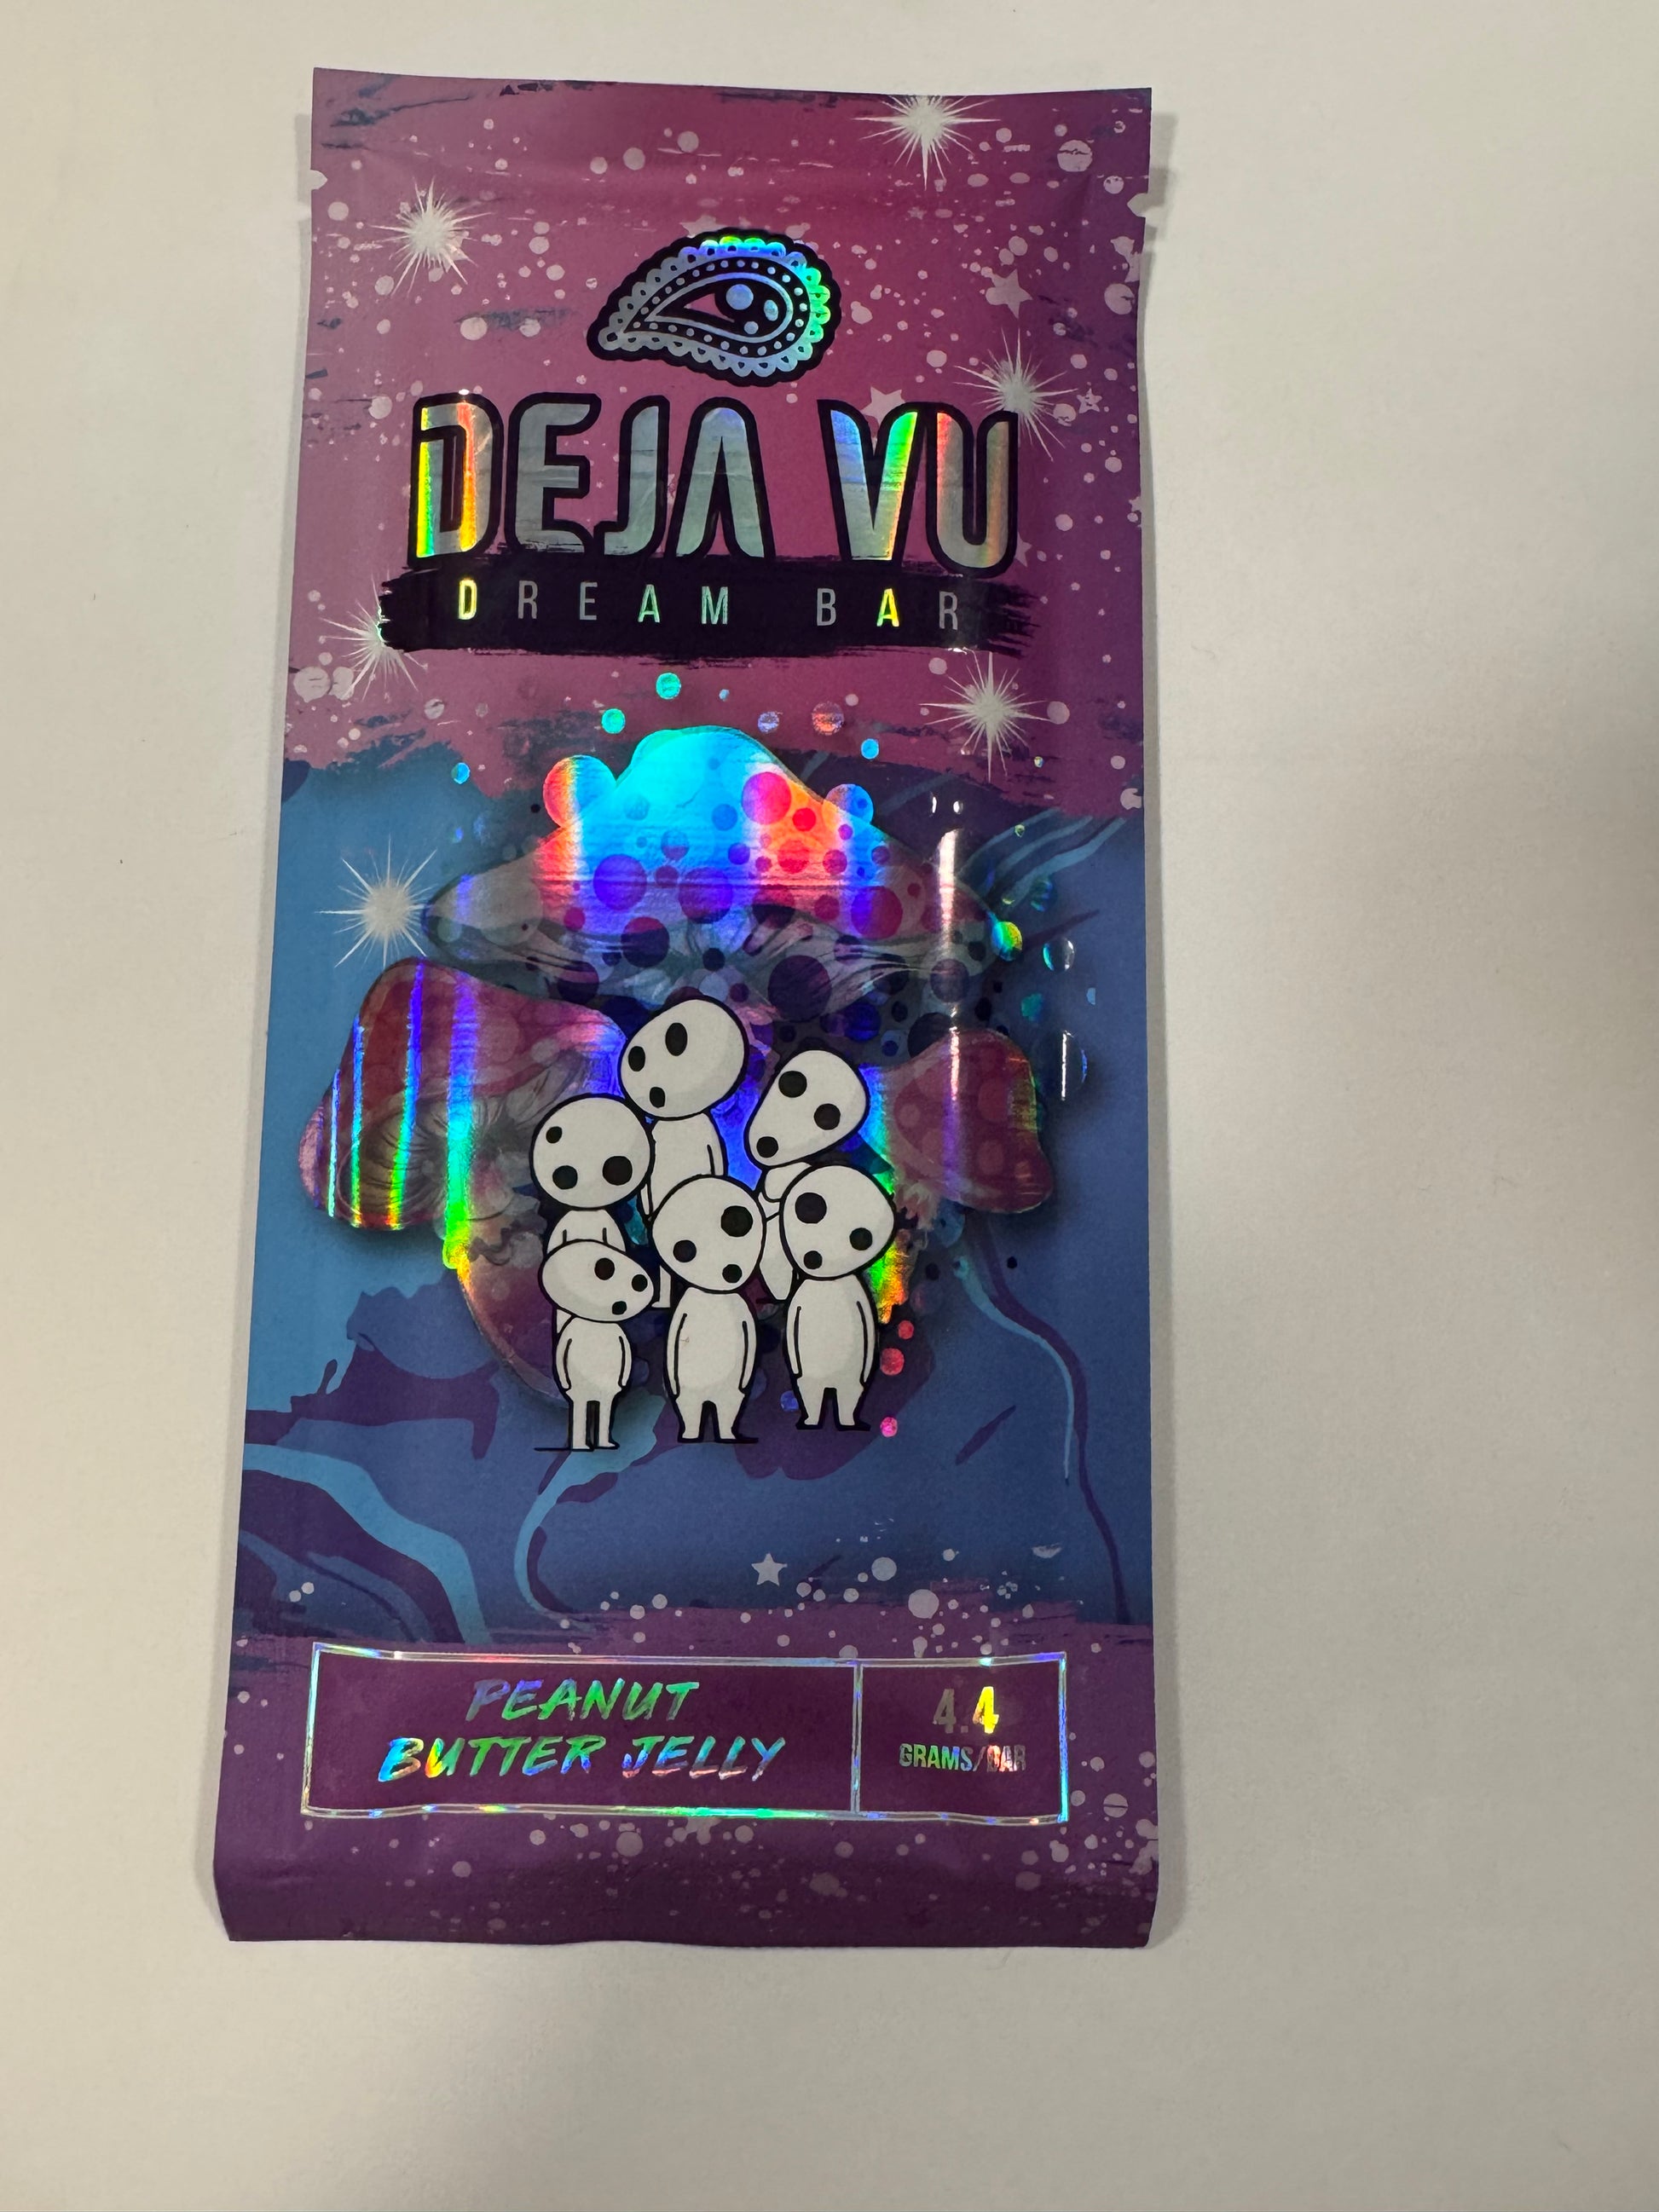 DEJA VU
DREAM BAR
PEANUT
BUTTER JELLY
4.4
GRAMS/BAR